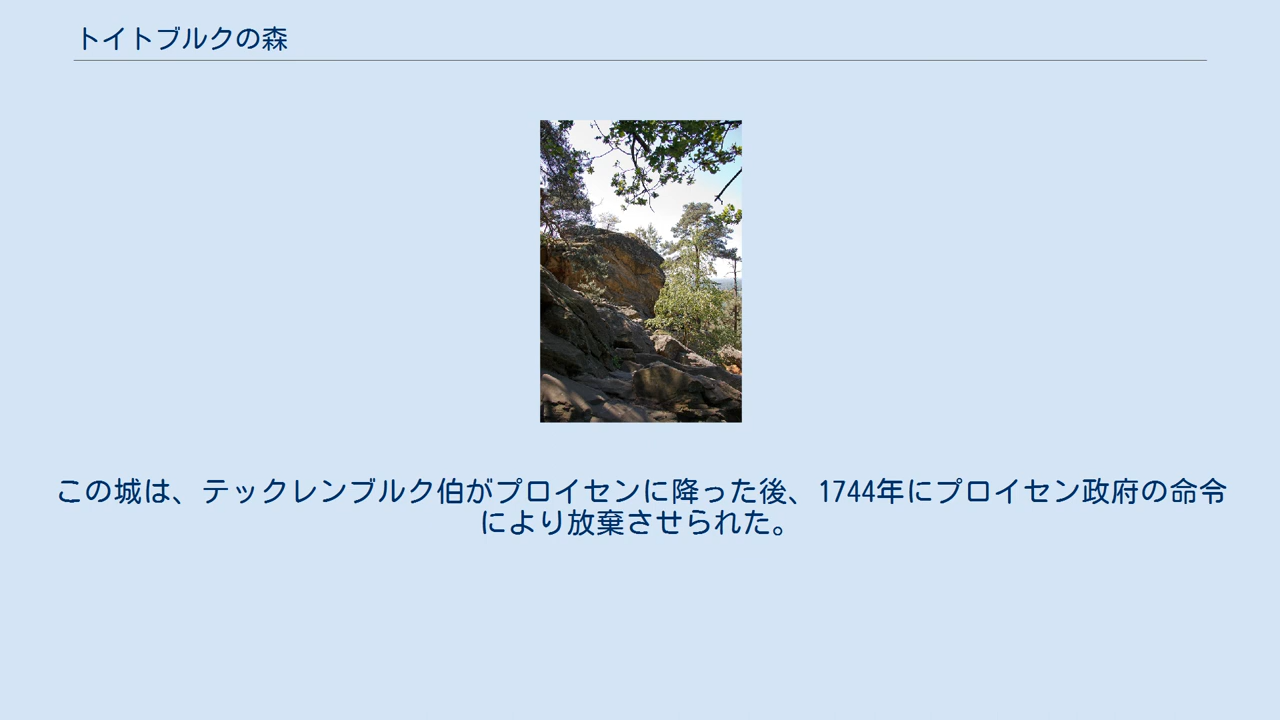 トイトブルクの森
この城は、テックレンブルク伯がプロイセンに降った後、1744年にプロイセン政府の命令
により放棄させられた。